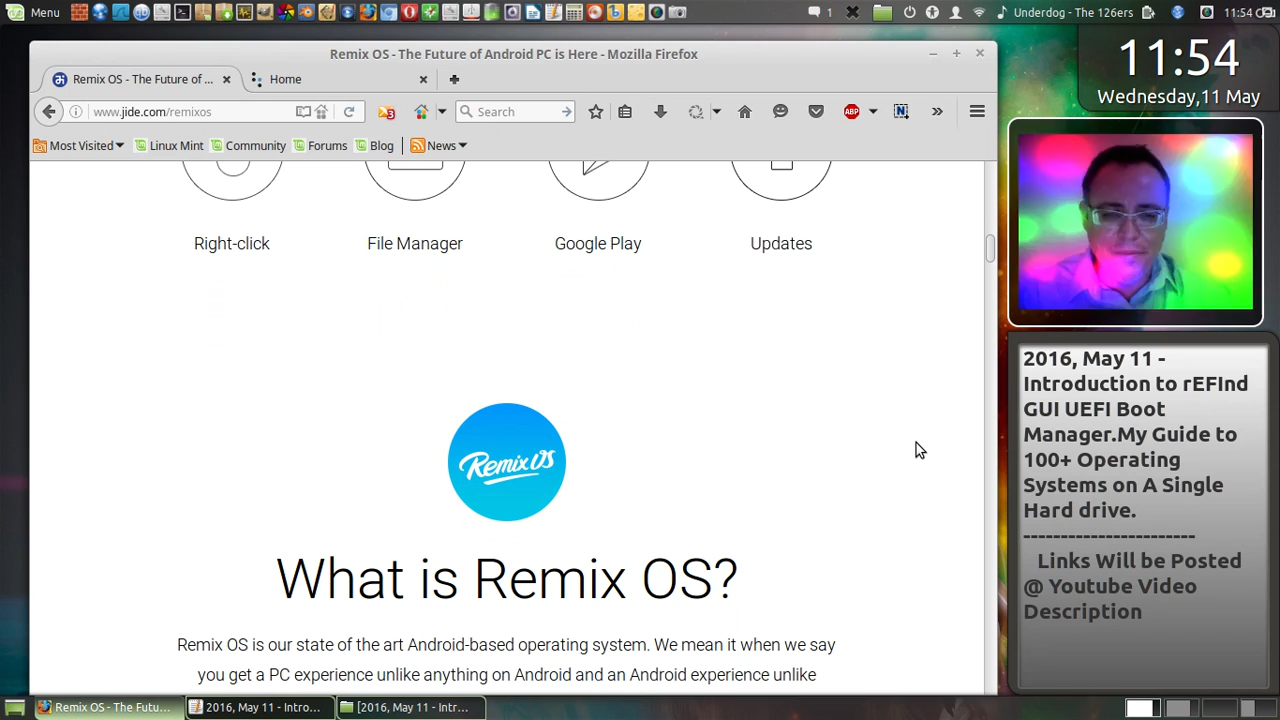 Menu
1
Underdog - The 126ers
11:54
Remix OS - The Future of Android PC is Here - Mozilla Firefox
11:54
Wednesday,11 May
Remix OS - The Future of ...
Home
www.jide.com/remixos
3
Search
ABP
N
»
Most Visited
Linux Mint
Community
Forums
Blog
News
Right-click
File Manager
Google Play
Updates
Remix OS
What is Remix OS?
Remix OS is our state of the art Android-based operating system. We mean it when we say
you get a PC experience unlike anything on Android and an Android experience unlike
2016, May 11 -
Introduction to rEFInd
GUI UEFI Boot
Manager.My Guide to
100+ Operating
Systems on A Single
Hard drive.
-----------------------
Links Will be Posted
@ Youtube Video
Description
Remix OS - The Futu...
2016, May 11 - Intro...
[2016, May 11 - Intr...